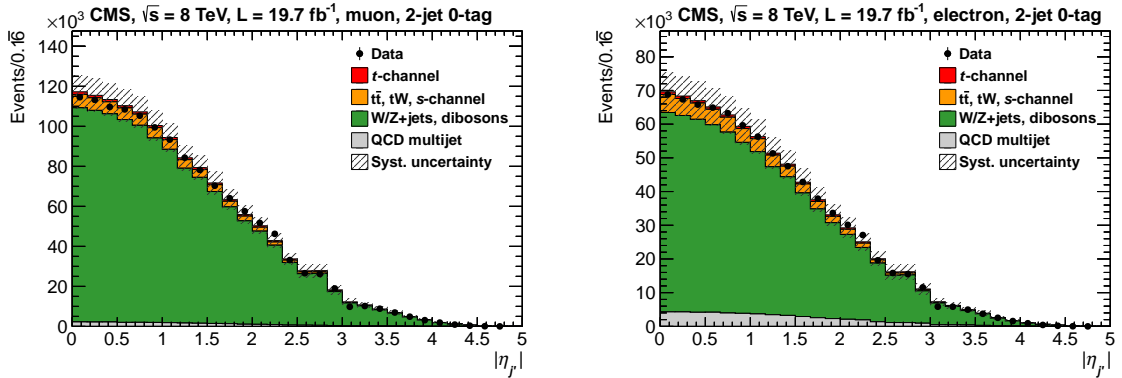 CMS, √s = 8 TeV, L = 19.7 fb⁻¹, muon, 2-jet 0-tag
×10³
Events/0.16̅
140
120
100
80
60
40
20
0
Data
t-channel
tt̄, tW, s-channel
W/Z+jets, dibosons
QCD multijet
Syst. uncertainty
0 0.5 1 1.5 2 2.5 3 3.5 4 4.5 5
|η_j'|
CMS, √s = 8 TeV, L = 19.7 fb⁻¹, electron, 2-jet 0-tag
×10³
Events/0.16̅
80
70
60
50
40
30
20
10
0
Data
t-channel
tt̄, tW, s-channel
W/Z+jets, dibosons
QCD multijet
Syst. uncertainty
0 0.5 1 1.5 2 2.5 3 3.5 4 4.5 5
|η_j'|